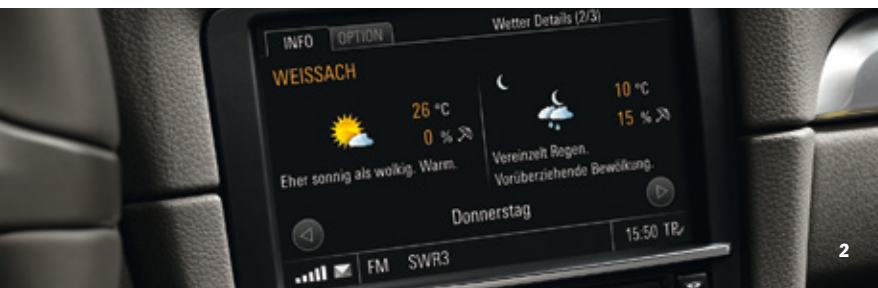 Wetter Details (2/3)
INFO OPTION
WEISSACH
26 °C
0 %
Eher sonnig als wolkig. Warm.
10 °C
15 %
Vereinzelt Regen.
Vorüberziehende Bewölkung.
Donnerstag
FM SWR3
15:50 TP
2